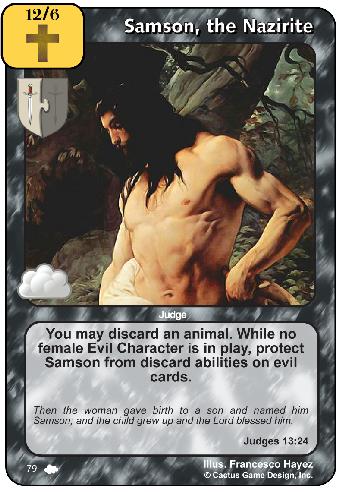 12/6
Samson, the Nazirite
Judge
You may discard an animal. While no
female Evil Character is in play, protect
Samson from discard abilities on evil
cards.
Then the woman gave birth to a son and named him
Samson; and the child grew up and the Lord blessed him.
Judges 13:24
79
Illus. Francesco Hayez
© Cactus Game Design, Inc.